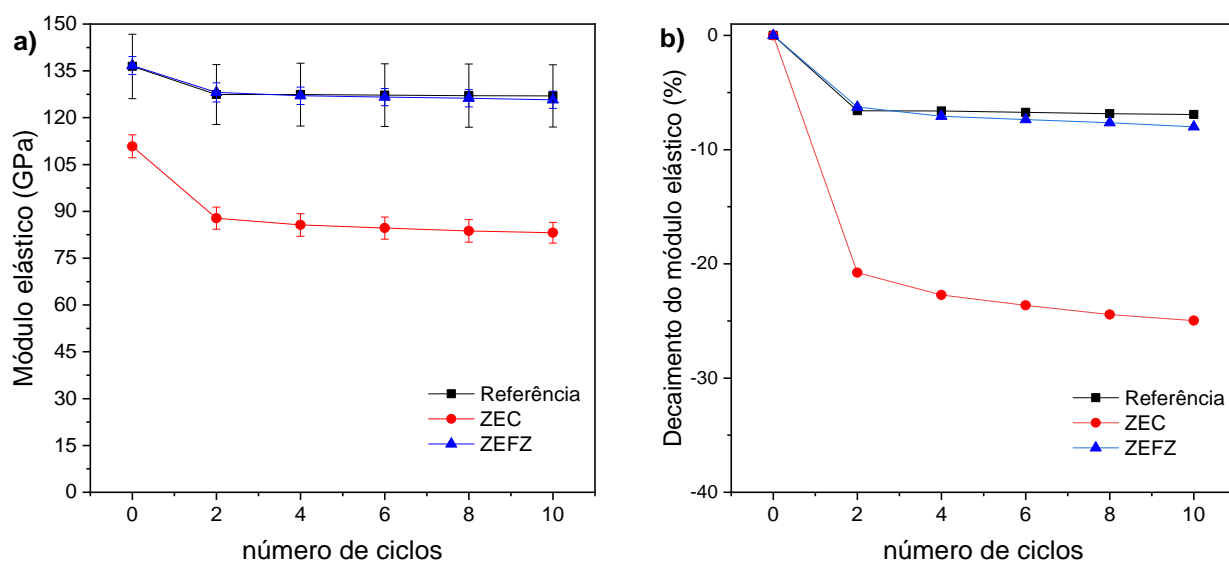 a)
Módulo elástico (GPa)
150
135
120
105
90
75
60
45
30
15
0
0 2 4 6 8 10
número de ciclos
Referência
ZEC
ZEFZ
b)
Decaimento do módulo elástico (%)
0
-10
-20
-30
-40
0 2 4 6 8 10
número de ciclos
Referência
ZEC
ZEFZ